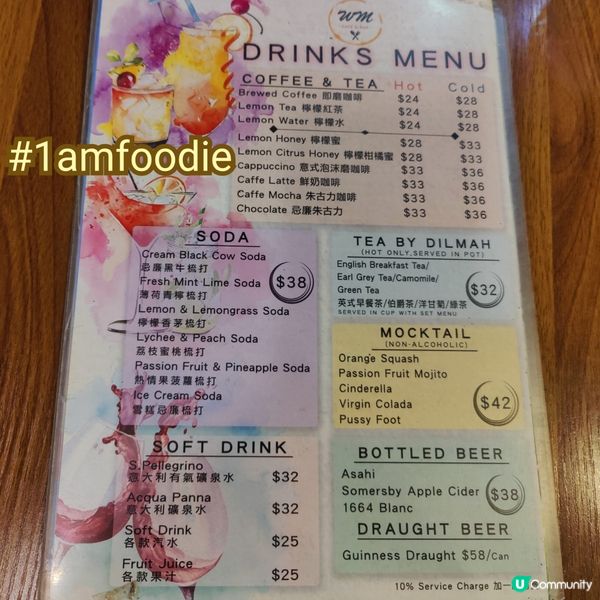 WM
DRINKS MENU
COFFEE & TEA Hot Cold
Brewed Coffee 即磨咖啡 $24 $28
Lemon Tea 檸檬紅茶 $24 $28
Lemon Water 檸檬水 $24 $28
Lemon Honey 檸檬蜜 $28 $33
Lemon Citrus Honey 檸檬柑橘蜜 $28 $33
Cappuccino 意式泡沫磨咖啡 $33 $36
Caffe Latte 鮮奶咖啡 $33 $36
Caffe Mocha 朱古力咖啡 $33 $36
Chocolate 忌廉朱古力 $33 $36
#1amfoodie
SODA
Cream Black Cow Soda
忌廉黑牛梳打
Fresh Mint Lime Soda
薄荷青檸梳打
$38
Lemon & Lemongrass Soda
檸檬香茅梳打
Lychee & Peach Soda
荔枝蜜桃梳打
Passion Fruit & Pineapple Soda
熱情果菠蘿梳打
Ice Cream Soda
雪糕忌廉梳打
TEA BY DILMAH
(HOT ONLY, SERVED IN POT)
English Breakfast Tea/
Earl Grey Tea/Camomile/
Green Tea
$32
英式早餐茶/伯爵茶/洋甘菊/綠茶
SERVED IN CUP WITH SET MENU
MOCKTAIL
(NON-ALCOHOLIC)
Orange Squash
Passion Fruit Mojito
Cinderella
Virgin Colada
Pussy Foot
$42
SOFT DRINK
S.Pellegrino
意大利有氣礦泉水 $32
Acqua Panna
意大利礦泉水 $32
Soft Drink
各款汽水 $25
Fruit Juice
各款果汁 $25
BOTTLED BEER
Asahi
Somersby Apple Cider
1664 Blanc
$38
DRAUGHT BEER
Guinness Draught $58/Can
10% Service Charge 加一
U Community